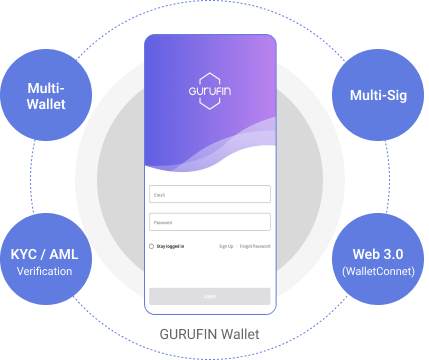 Multi-
Wallet
Multi-Sig
GURUFIN
Email
Password
Stay logged in
Sign Up
Forgot Password
Login
KYC / AML
Verification
Web 3.0
(WalletConnet)
GURUFIN Wallet